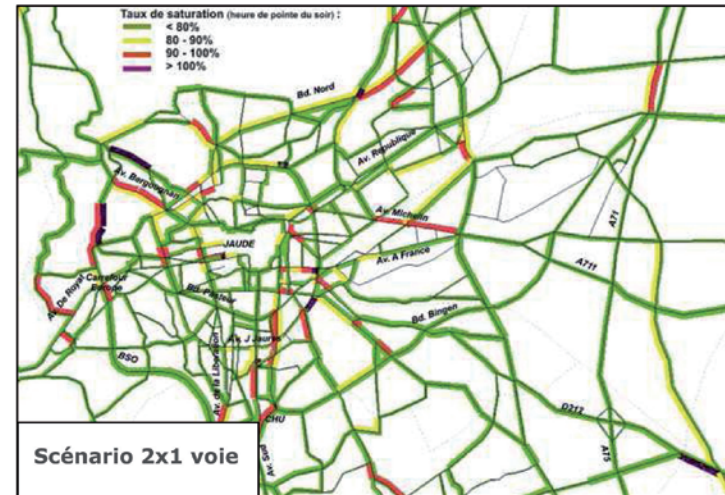 Taux de saturation (heure de pointe du soir) :
< 80%
80 - 90%
90 - 100%
> 100%
Bd. Nord
Av. République
Av. Bergougnan
Av. Michelin
A71
JAUDE
Av. A France
A711
Av. De Royat
Carrefour
Europe
Bd. Pasteur
Bd. Bingen
Av. J Jaurès
BSO
Av. de la Libération
D212
CHU
Av. Sud
A75
Scénario 2x1 voie